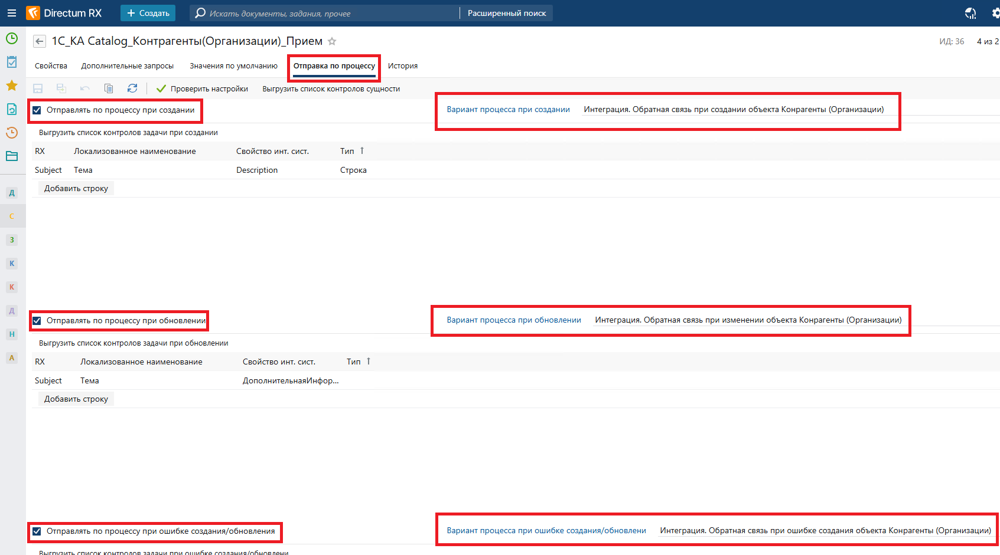 Directum RX
+ Создать
Искать документы, задания, прочее
Расширенный поиск
1С_КА Catalog_Контрагенты(Организации)_Прием
ИД: 36
4 из 2
Свойства
Дополнительные запросы
Значения по умолчанию
Отправка по процессу
История
Проверить настройки
Выгрузить список контролов сущности
Отправлять по процессу при создании
Вариант процесса при создании
Интеграция. Обратная связь при создании объекта Конрагенты (Организации)
Выгрузить список контролов задачи при создании
RX Локализованное наименование Свойство инт. сист. Тип ↑
Subject Тема Description Строка
Добавить строку
Отправлять по процессу при обновлении
Вариант процесса при обновлении
Интеграция. Обратная связь при изменении объекта Конрагенты (Организации)
Выгрузить список контролов задачи при обновлении
RX Локализованное наименование Свойство инт. сист. Тип ↑
Subject Тема ДополнительнаяИнфор...
Добавить строку
Отправлять по процессу при ошибке создания/обновления
Вариант процесса при ошибке создания/обновлени
Интеграция. Обратная связь при ошибке создания объекта Конрагенты (Организации)
Выгрузить список контролов задачи при ошибке создания/обновлени
Д
С
З
К
К
Д
Н
А